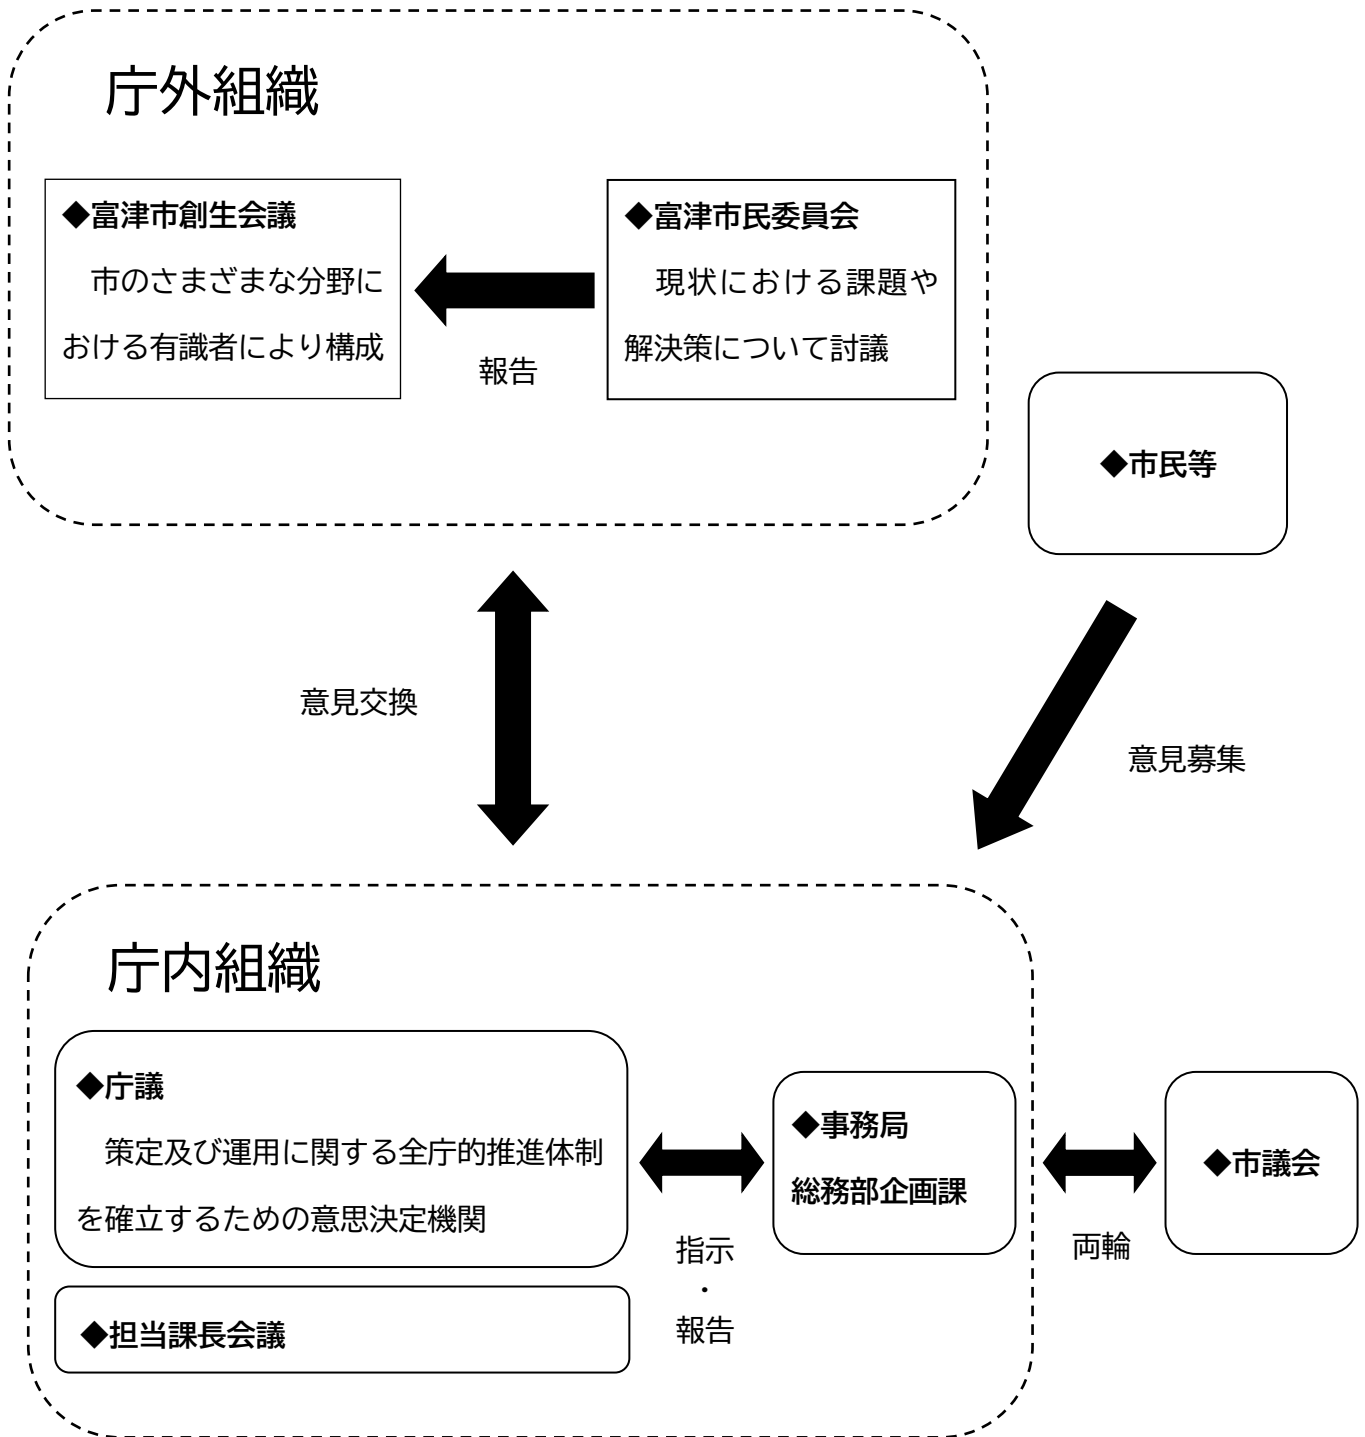 庁外組織
◆富津市創生会議
　市のさまざまな分野に
おける有識者により構成
報告
◆富津市民委員会
　現状における課題や
解決策について討議
◆市民等
意見交換
意見募集
庁内組織
◆庁議
　策定及び運用に関する全庁的推進体制
を確立するための意思決定機関
◆担当課長会議
指示
・
報告
◆事務局
総務部企画課
両輪
◆市議会